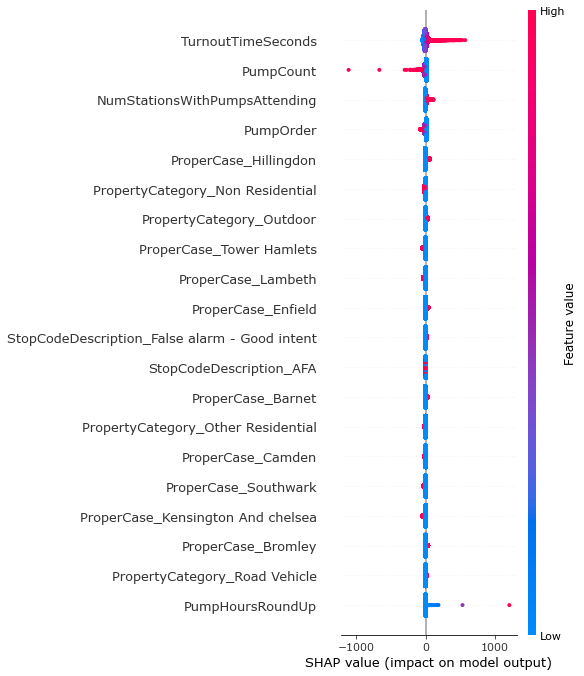 High
TurnoutTimeSeconds
PumpCount
NumStationsWithPumpsAttending
PumpOrder
ProperCase_Hillingdon
PropertyCategory_Non Residential
PropertyCategory_Outdoor
ProperCase_Tower Hamlets
ProperCase_Lambeth
ProperCase_Enfield
StopCodeDescription_False alarm - Good intent
StopCodeDescription_AFA
ProperCase_Barnet
PropertyCategory_Other Residential
ProperCase_Camden
ProperCase_Southwark
ProperCase_Kensington And chelsea
ProperCase_Bromley
PropertyCategory_Road Vehicle
PumpHoursRoundUp
Feature value
Low
−1000 0 1000
SHAP value (impact on model output)